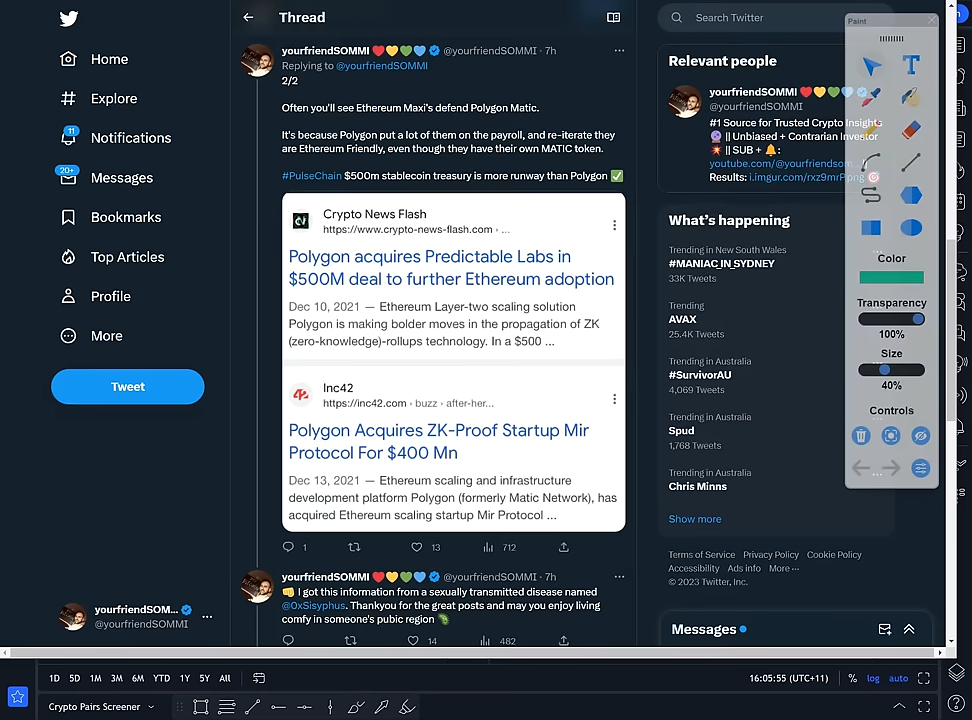 Home
Explore
11
Notifications
20+
Messages
Bookmarks
Top Articles
Profile
More
Tweet
yourfriendSOM...
@yourfriendSOMMI
Thread
yourfriendSOMMI @yourfriendSOMMI · 7h
Replying to @yourfriendSOMMI
2/2
Often you'll see Ethereum Maxi's defend Polygon Matic.
It's because Polygon put a lot of them on the payroll, and re-iterate they
are Ethereum Friendly, even though they have their own MATIC token.
#PulseChain $500m stablecoin treasury is more runway than Polygon ✅
Crypto News Flash
https://www.crypto-news-flash.com · ...
Polygon acquires Predictable Labs in
$500M deal to further Ethereum adoption
Dec 10, 2021 — Ethereum Layer-two scaling solution
Polygon is making bolder moves in the propagation of ZK
(zero-knowledge)-rollups technology. In a $500 ...
Inc42
https://inc42.com › buzz › after-her...
Polygon Acquires ZK-Proof Startup Mir
Protocol For $400 Mn
Dec 13, 2021 — Ethereum scaling and infrastructure
development platform Polygon (formerly Matic Network), has
acquired Ethereum scaling startup Mir Protocol ...
1 13 712
yourfriendSOMMI @yourfriendSOMMI · 7h
I got this information from a sexually transmitted disease named
@0xSisyphus. Thankyou for the great posts and may you enjoy living
comfy in someone's pubic region
14 482
Search Twitter
Relevant people
yourfriendSOMMI
@yourfriendSOMMI
#1 Source for Trusted Crypto Insights
|| Unbiased + Contrarian Investor
|| SUB + 🔔:
youtube.com/@yourfriendsom
Results: i.imgur.com/rxz9mrP.png
What's happening
Trending in New South Wales
#MANIAC_IN_SYDNEY
33K Tweets
Trending
AVAX
25.4K Tweets
Trending in Australia
#SurvivorAU
4,069 Tweets
Trending in Australia
Spud
1,768 Tweets
Trending in Australia
Chris Minns
Show more
Terms of Service Privacy Policy Cookie Policy
Accessibility Ads info More ···
© 2023 Twitter, Inc.
Messages
Paint
T
Color
Transparency
100%
Size
40%
Controls
1D 5D 1M 3M 6M YTD 1Y 5Y All
16:05:55 (UTC+11) % log auto
Crypto Pairs Screener